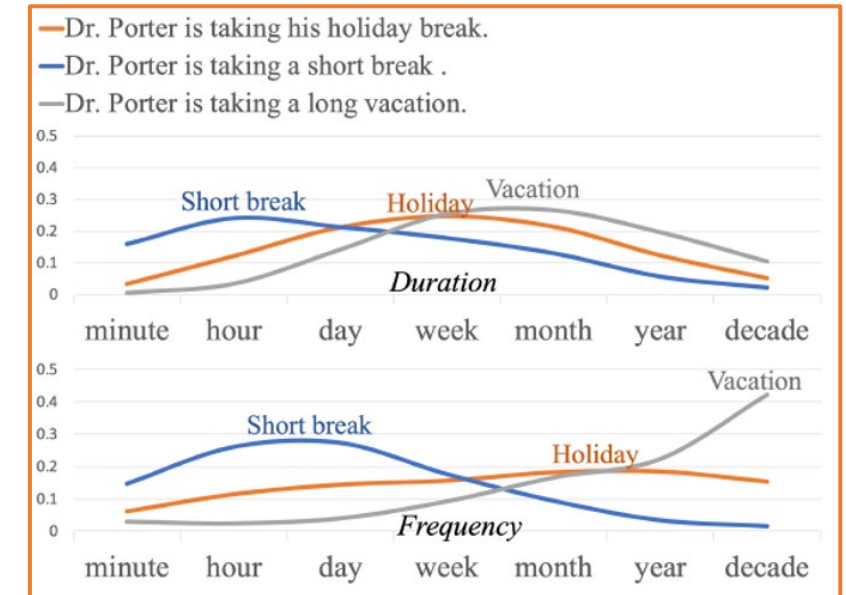 Dr. Porter is taking his holiday break.
Dr. Porter is taking a short break .
Dr. Porter is taking a long vacation.
0.5
0.4
0.3
0.2
0.1
0
Short break
Holiday
Vacation
Duration
minute hour day week month year decade
0.5
0.4
0.3
0.2
0.1
0
Short break
Holiday
Vacation
Frequency
minute hour day week month year decade